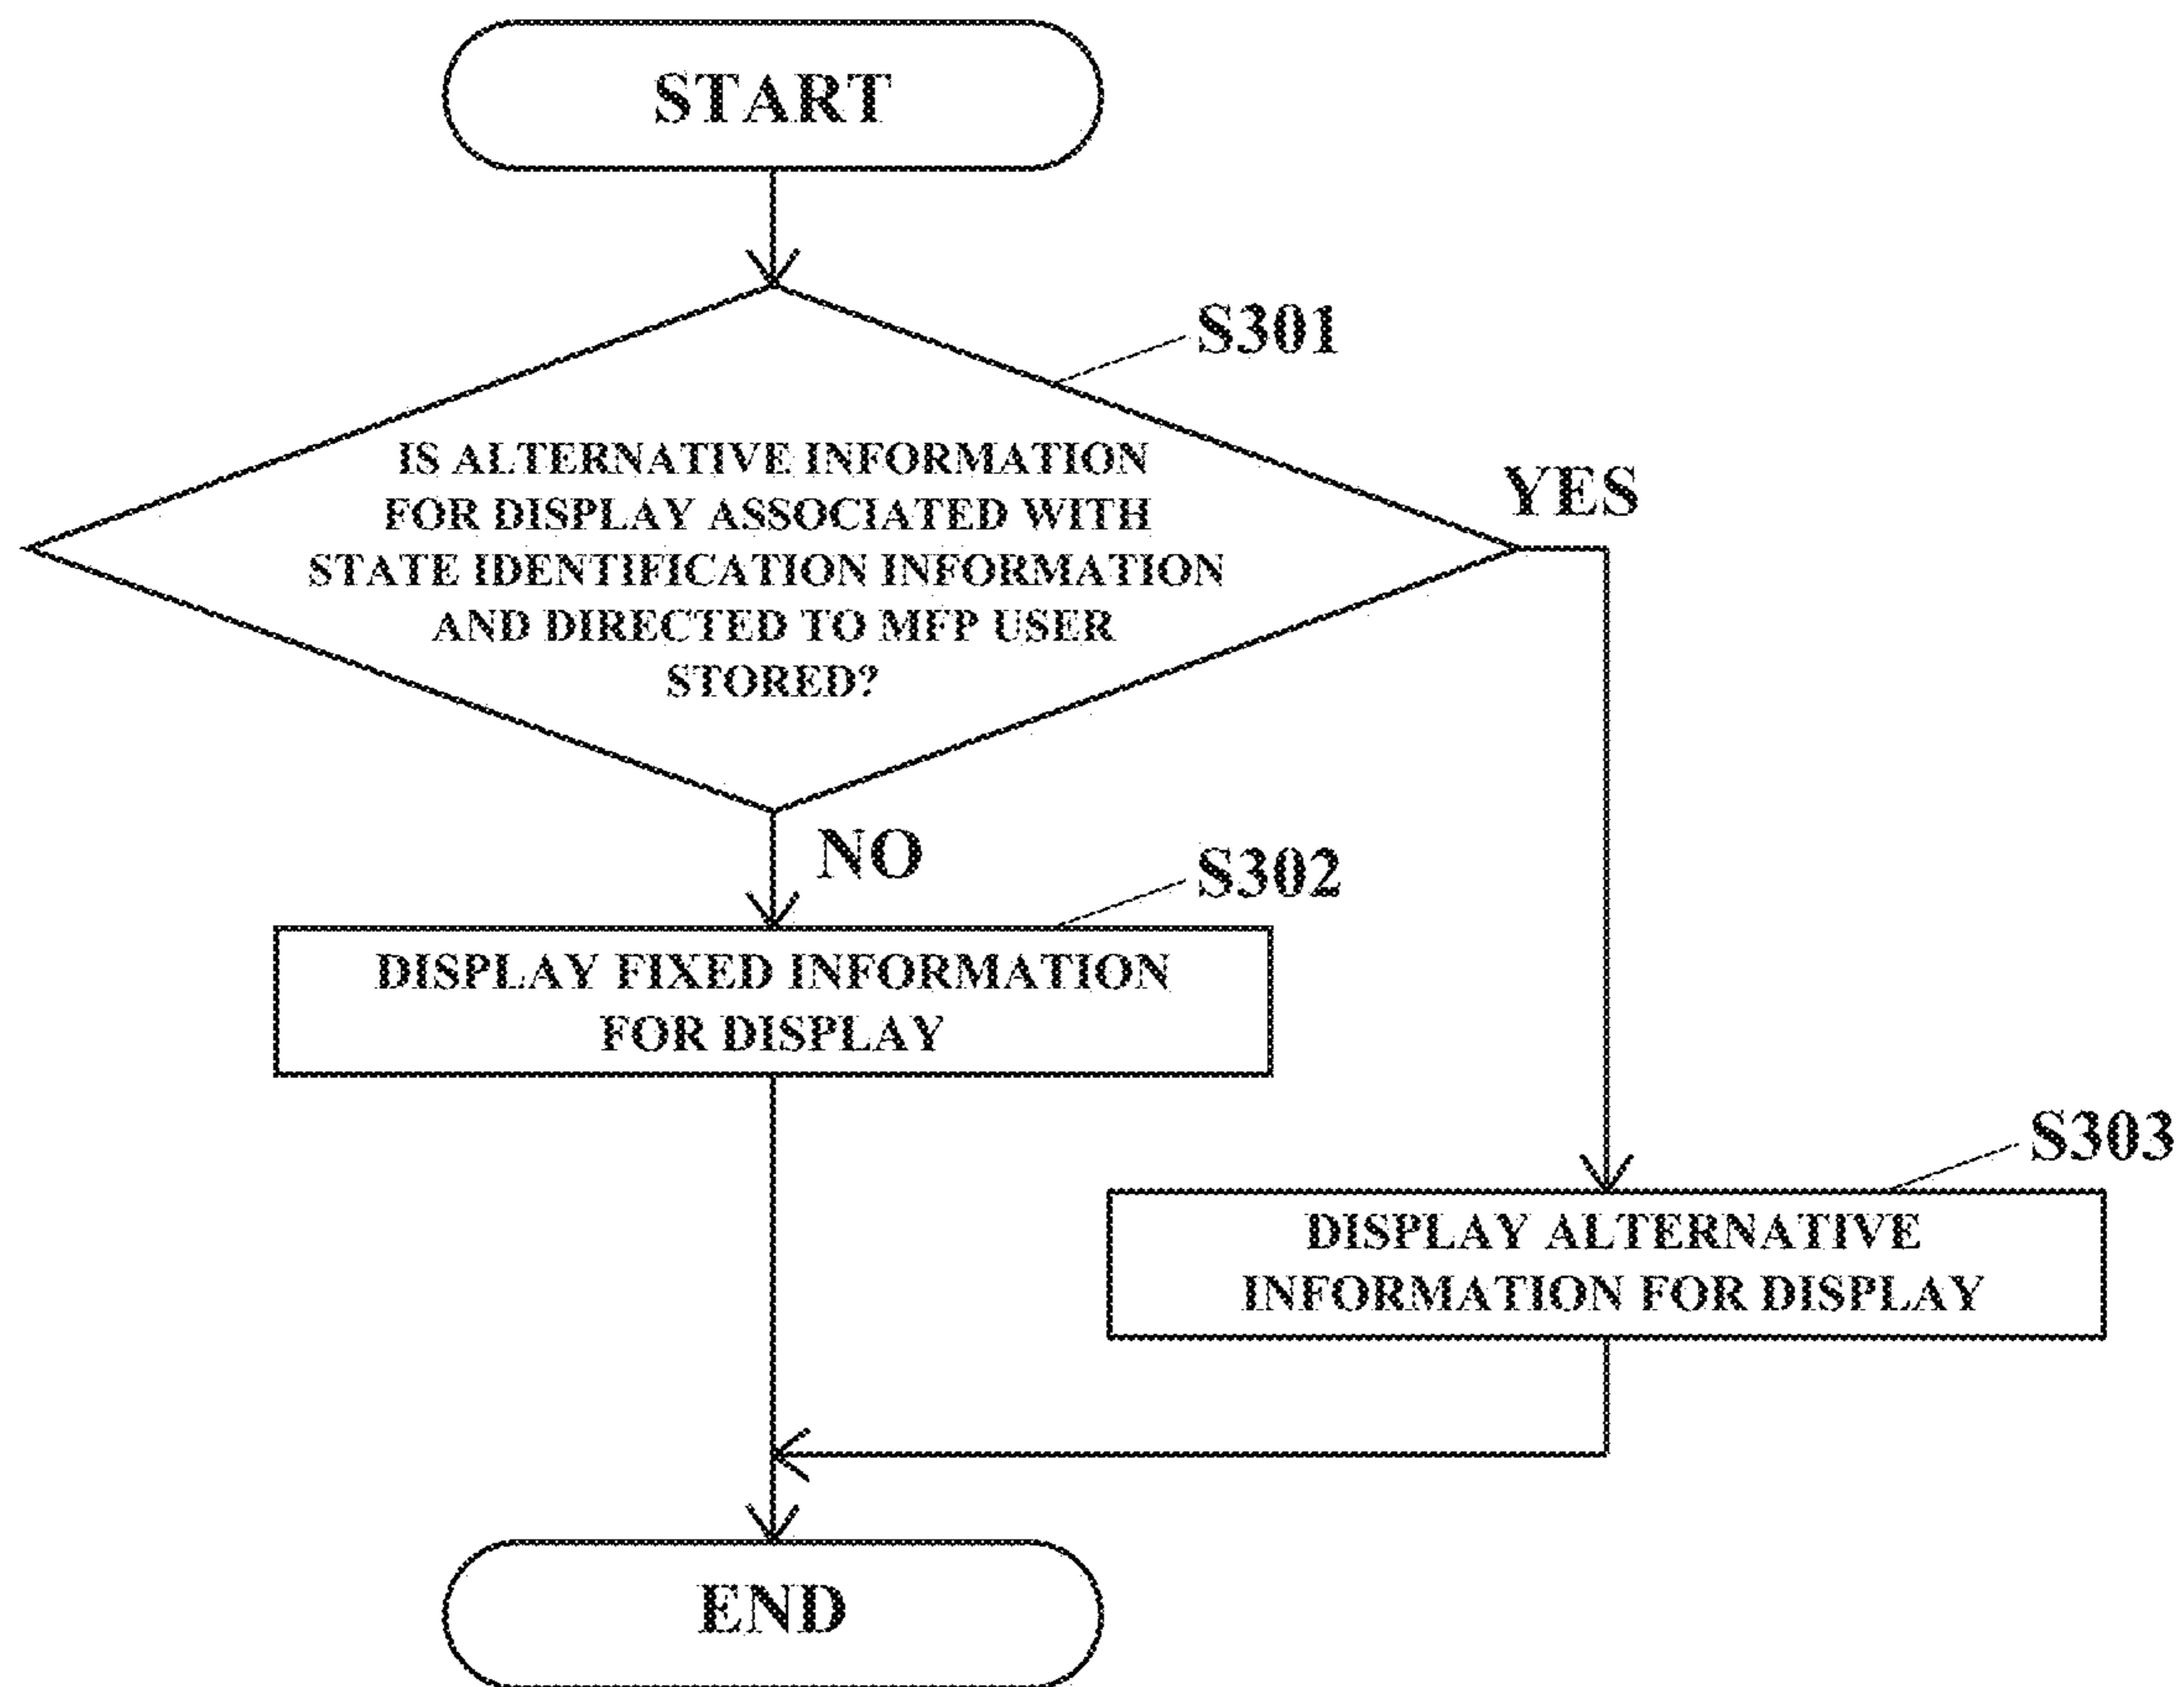 START
S301
IS ALTERNATIVE INFORMATION
FOR DISPLAY ASSOCIATED WITH
STATE IDENTIFICATION INFORMATION
AND DIRECTED TO MFP USER
STORED?
YES
NO
S302
DISPLAY FIXED INFORMATION
FOR DISPLAY
S303
DISPLAY ALTERNATIVE
INFORMATION FOR DISPLAY
END